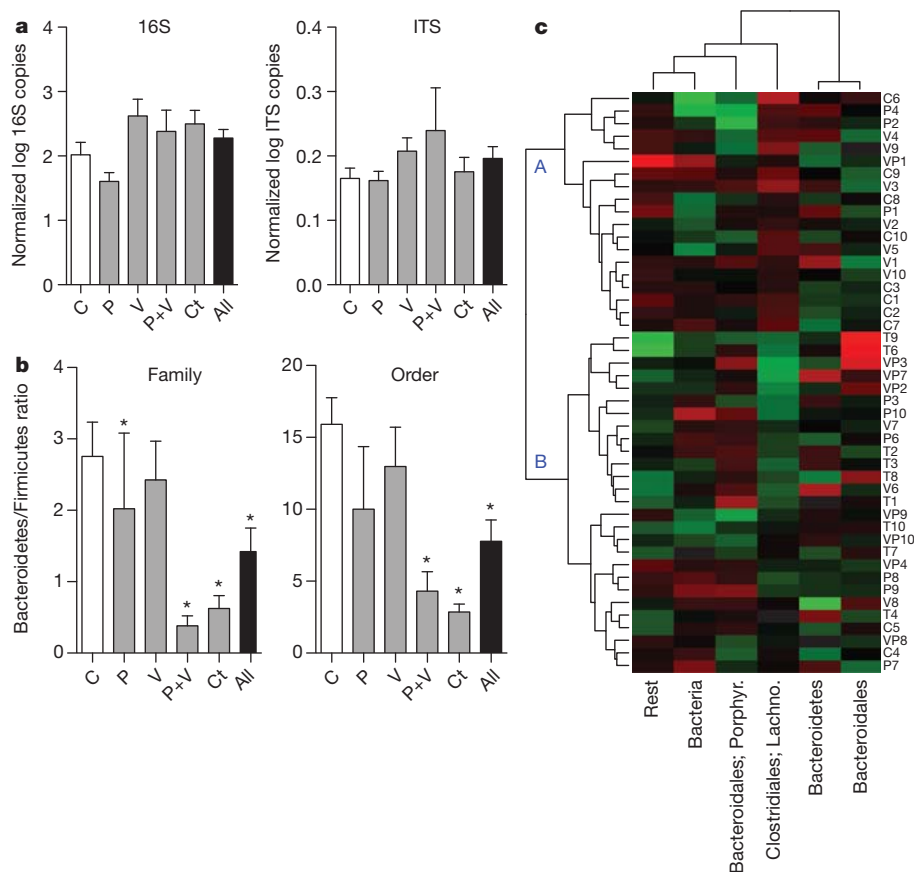 a
16S
Normalized log 16S copies
4
3
2
1
0
C
P
V
P+V
Ct
All
ITS
Normalized log ITS copies
0.4
0.3
0.2
0.1
0.0
C
P
V
P+V
Ct
All
b
Family
Bacteroidetes/Firmicutes ratio
4
3
2
1
0
*
*
*
*
C
P
V
P+V
Ct
All
Order
20
15
10
5
0
*
*
*
C
P
V
P+V
Ct
All
c
A
B
C6
P4
P2
V4
V9
VP1
C9
V3
C8
P1
V2
C10
V5
V1
V10
C3
C1
C2
C7
T9
T6
VP3
VP7
VP2
P3
P10
V7
P6
T2
T3
T8
V6
T1
VP9
T10
VP10
T7
VP4
P8
P9
V8
T4
C5
VP8
C4
P7
Rest
Bacteria
Bacteroidales; Porphyr.
Clostridiales; Lachno.
Bacteroidetes
Bacteroidales